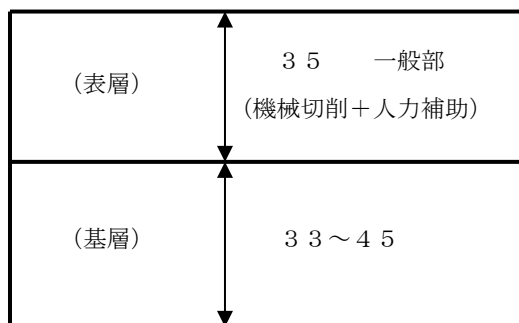 ３５　　一般部
（表層）
（機械切削＋人力補助）
（基層）
３３～４５